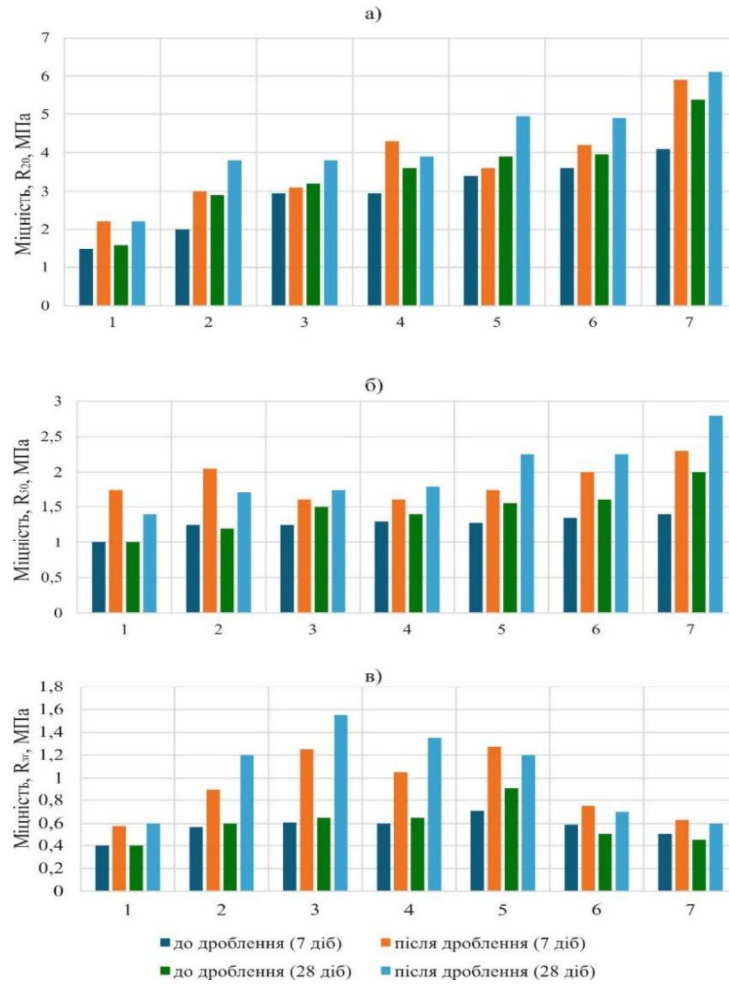 а)
7
6
5
4
3
2
1
0
Міцність, R20, МПа
1 2 3 4 5 6 7
б)
3
2,5
2
1,5
1
0,5
0
Міцність, R50, МПа
1 2 3 4 5 6 7
в)
1,8
1,6
1,4
1,2
1
0,8
0,6
0,4
0,2
0
Міцність, Rзг, МПа
1 2 3 4 5 6 7
до дроблення (7 діб) після дроблення (7 діб)
до дроблення (28 діб) після дроблення (28 діб)